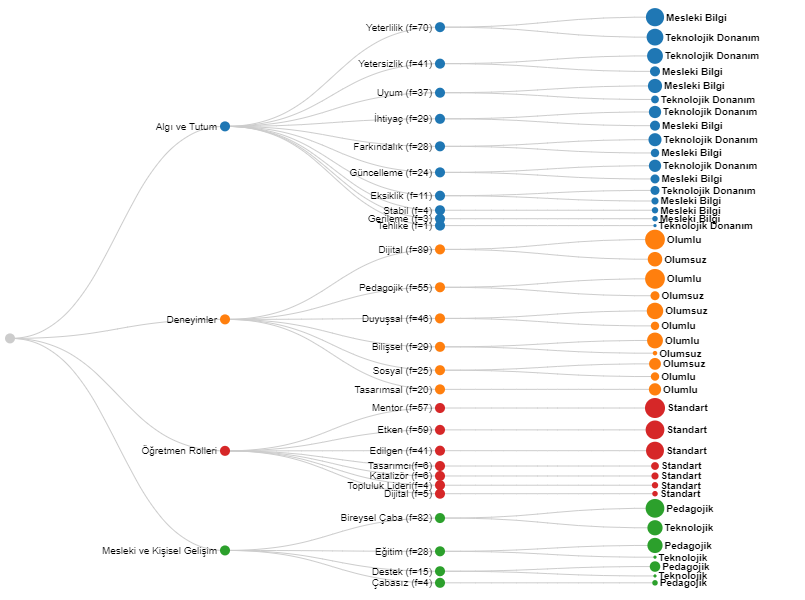 Algı ve Tutum
Yeterlilik (f=70)
Mesleki Bilgi
Teknolojik Donanım
Yetersizlik (f=41)
Teknolojik Donanım
Mesleki Bilgi
Uyum (f=37)
Mesleki Bilgi
Teknolojik Donanım
İhtiyaç (f=29)
Teknolojik Donanım
Mesleki Bilgi
Farkındalık (f=28)
Teknolojik Donanım
Mesleki Bilgi
Güncelleme (f=24)
Teknolojik Donanım
Mesleki Bilgi
Eksiklik (f=11)
Teknolojik Donanım
Mesleki Bilgi
Stabil (f=4)
Mesleki Bilgi
Gerileme (f=3)
Mesleki Bilgi
Tehlike (f=1)
Teknolojik Donanım
Deneyimler
Dijital (f=89)
Olumlu
Olumsuz
Pedagojik (f=55)
Olumlu
Olumsuz
Duyuşsal (f=46)
Olumsuz
Olumlu
Bilişsel (f=29)
Olumlu
Olumsuz
Sosyal (f=25)
Olumsuz
Olumlu
Tasarımsal (f=20)
Olumlu
Öğretmen Rolleri
Mentor (f=57)
Standart
Etken (f=59)
Standart
Edilgen (f=41)
Standart
Tasarımcı(f=6)
Standart
Katalizör (f=6)
Standart
Topluluk Lideri(f=4)
Standart
Dijital (f=5)
Standart
Mesleki ve Kişisel Gelişim
Bireysel Çaba (f=82)
Pedagojik
Teknolojik
Eğitim (f=28)
Pedagojik
Teknolojik
Destek (f=15)
Pedagojik
Teknolojik
Çabasız (f=4)
Pedagojik